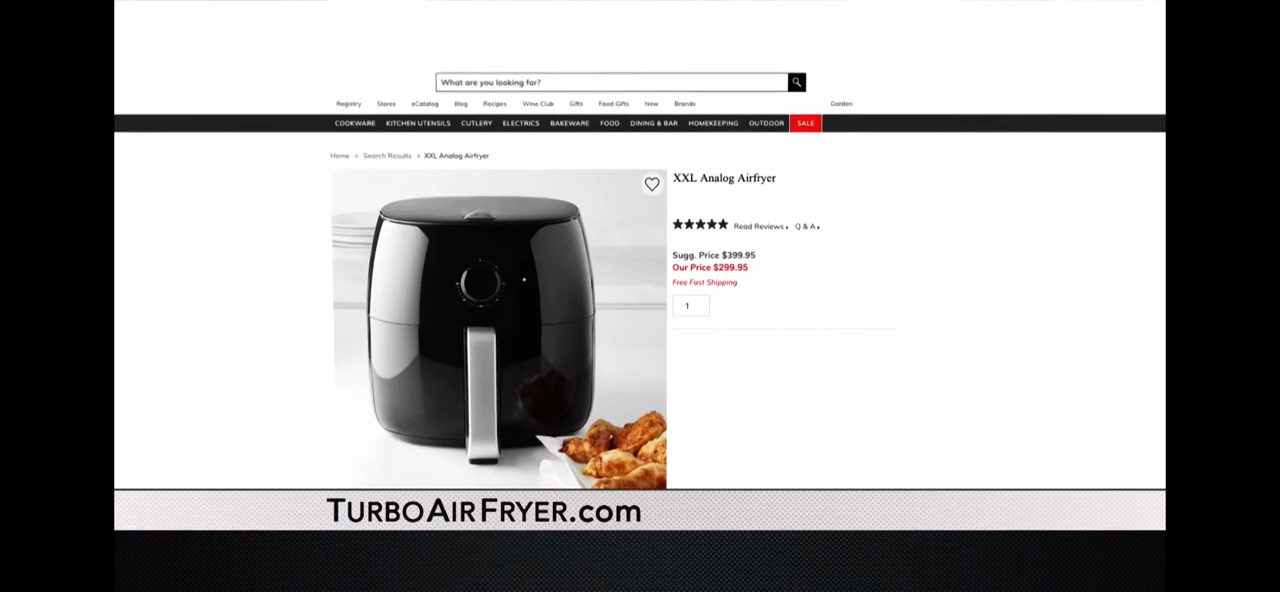 What are you looking for?
Registry Stores eCatalog Blog Recipes Wine Club Gifts Food Gifts New Brands Garden
COOKWARE KITCHEN UTENSILS CUTLERY ELECTRICS BAKEWARE FOOD DINING & BAR HOMEKEEPING OUTDOOR SALE
Home > Search Results > XXL Analog Airfryer
XXL Analog Airfryer
Read Reviews Q & A
Sugg. Price $399.95
Our Price $299.95
Free Fast Shipping
1
TURBOAIRFRYER.com